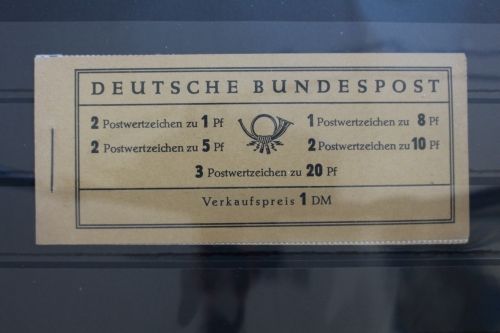 DEUTSCHE BUNDESPOST
2 Postwertzeichen zu 1 Pf 1 Postwertzeichen zu 8 Pf
2 Postwertzeichen zu 5 Pf 2 Postwertzeichen zu 10 Pf
3 Postwertzeichen zu 20 Pf
Verkaufspreis 1 DM